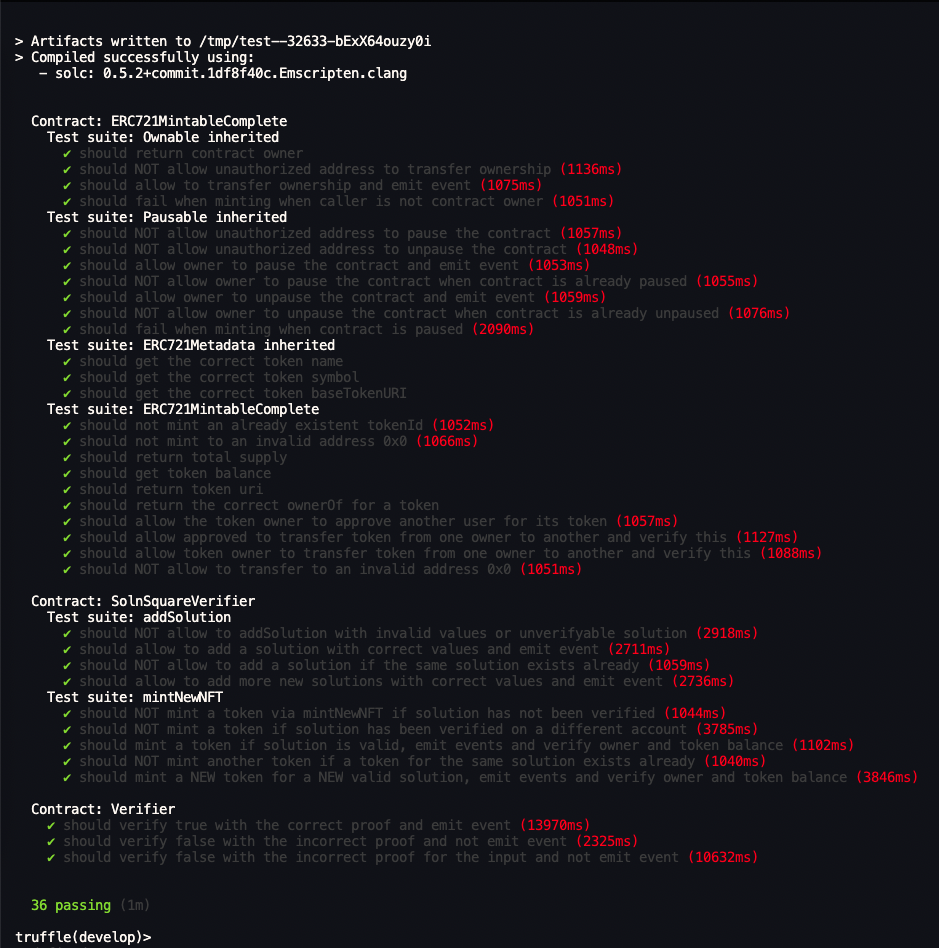 > Artifacts written to /tmp/test--32633-bExX64ouzy0i
> Compiled successfully using:
- solc: 0.5.2+commit.1df8f40c.Emscripten.clang
Contract: ERC721MintableComplete
Test suite: Ownable inherited
✔ should return contract owner
✔ should NOT allow unauthorized address to transfer ownership (1136ms)
✔ should allow to transfer ownership and emit event (1075ms)
✔ should fail when minting when caller is not contract owner (1051ms)
Test suite: Pausable inherited
✔ should NOT allow unauthorized address to pause the contract (1057ms)
✔ should NOT allow unauthorized address to unpause the contract (1048ms)
✔ should allow owner to pause the contract and emit event (1053ms)
✔ should NOT allow owner to pause the contract when contract is already paused (1055ms)
✔ should allow owner to unpause the contract and emit event (1059ms)
✔ should NOT allow owner to unpause the contract when contract is already unpaused (1076ms)
✔ should fail when minting when contract is paused (2090ms)
Test suite: ERC721Metadata inherited
✔ should get the correct token name
✔ should get the correct token symbol
✔ should get the correct token baseTokenURI
Test suite: ERC721MintableComplete
✔ should not mint an already existent tokenId (1052ms)
✔ should not mint to an invalid address 0x0 (1066ms)
✔ should return total supply
✔ should get token balance
✔ should return token uri
✔ should return the correct ownerOf for a token
✔ should allow the token owner to approve another user for its token (1057ms)
✔ should allow approved to transfer token from one owner to another and verify this (1127ms)
✔ should allow token owner to transfer token from one owner to another and verify this (1088ms)
✔ should NOT allow to transfer to an invalid address 0x0 (1051ms)
Contract: SolnSquareVerifier
Test suite: addSolution
✔ should NOT allow to addSolution with invalid values or unverifyable solution (2918ms)
✔ should allow to add a solution with correct values and emit event (2711ms)
✔ should NOT allow to add a solution if the same solution exists already (1059ms)
✔ should allow to add more new solutions with correct values and emit event (2736ms)
Test suite: mintNewNFT
✔ should NOT mint a token via mintNewNFT if solution has not been verified (1044ms)
✔ should NOT mint a token if solution has been verified on a different account (3785ms)
✔ should mint a token if solution is valid, emit events and verify owner and token balance (1102ms)
✔ should NOT mint another token if a token for the same solution exists already (1040ms)
✔ should mint a NEW token for a NEW valid solution, emit events and verify owner and token balance (3846ms)
Contract: Verifier
✔ should verify true with the correct proof and emit event (13970ms)
✔ should verify false with the incorrect proof and not emit event (2325ms)
✔ should verify false with the incorrect proof for the input and not emit event (10632ms)
36 passing (1m)
truffle(develop)>